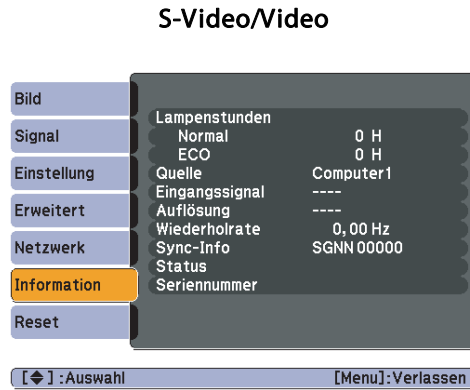 S-Video/Video
Bild
Signal
Einstellung
Erweitert
Netzwerk
Information
Reset
Lampenstunden
Normal 0 H
ECO 0 H
Quelle Computer1
Eingangssignal ----
Auflösung ----
Wiederholrate 0, 00 Hz
Sync-Info SGNN 00000
Status
Seriennummer
[◆] :Auswahl [Menu]:Verlassen